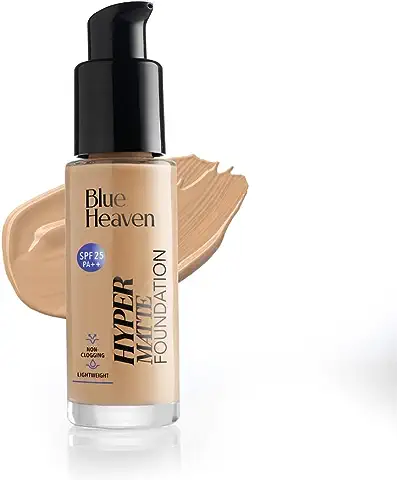 Blue
Heaven
SPF 25
PA++
HYPER
MATTE
FOUNDATION
NON-
CLOGGING
LIGHTWEIGHT